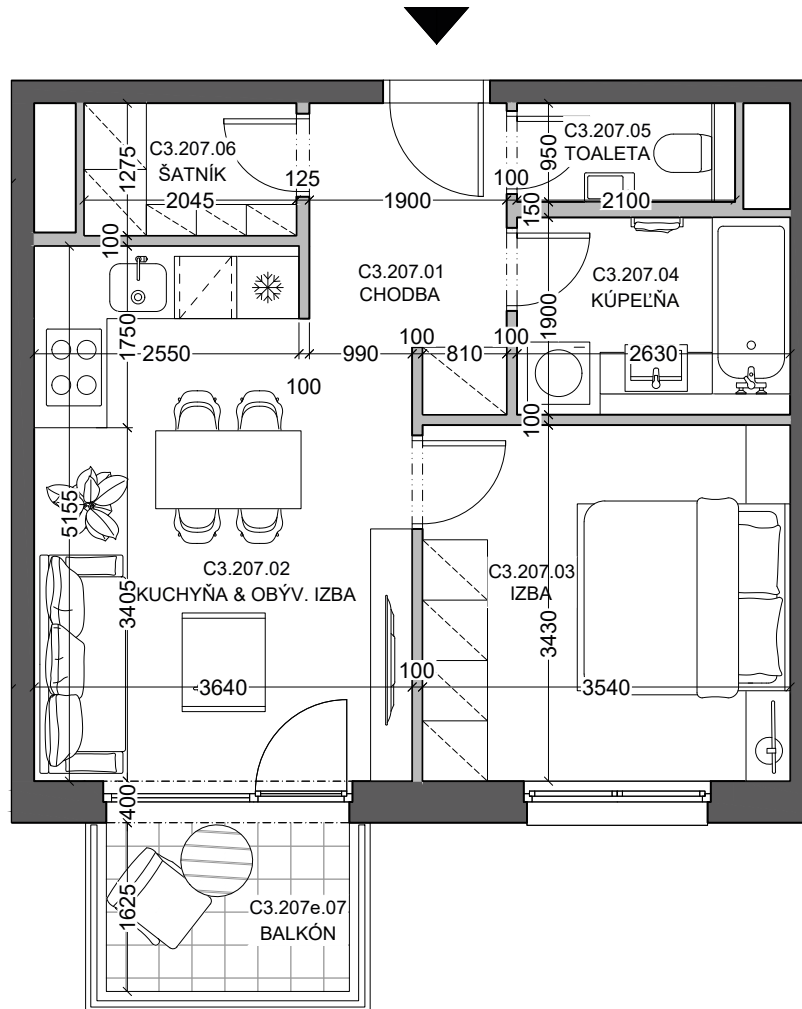 C3.207.05
TOALETA
950
C3.207.06
ŠATNÍK
1275
2045
125
1900
100
2100
150
100
C3.207.01
CHODBA
C3.207.04
KÚPEĽŇA
1900
1750
2550
990
100
810
100
2630
100
100
5155
C3.207.02
KUCHYŇA & OBÝV. IZBA
3405
C3.207.03
IZBA
3430
3640
100
3540
400
1625
C3.207e.07
BALKÓN